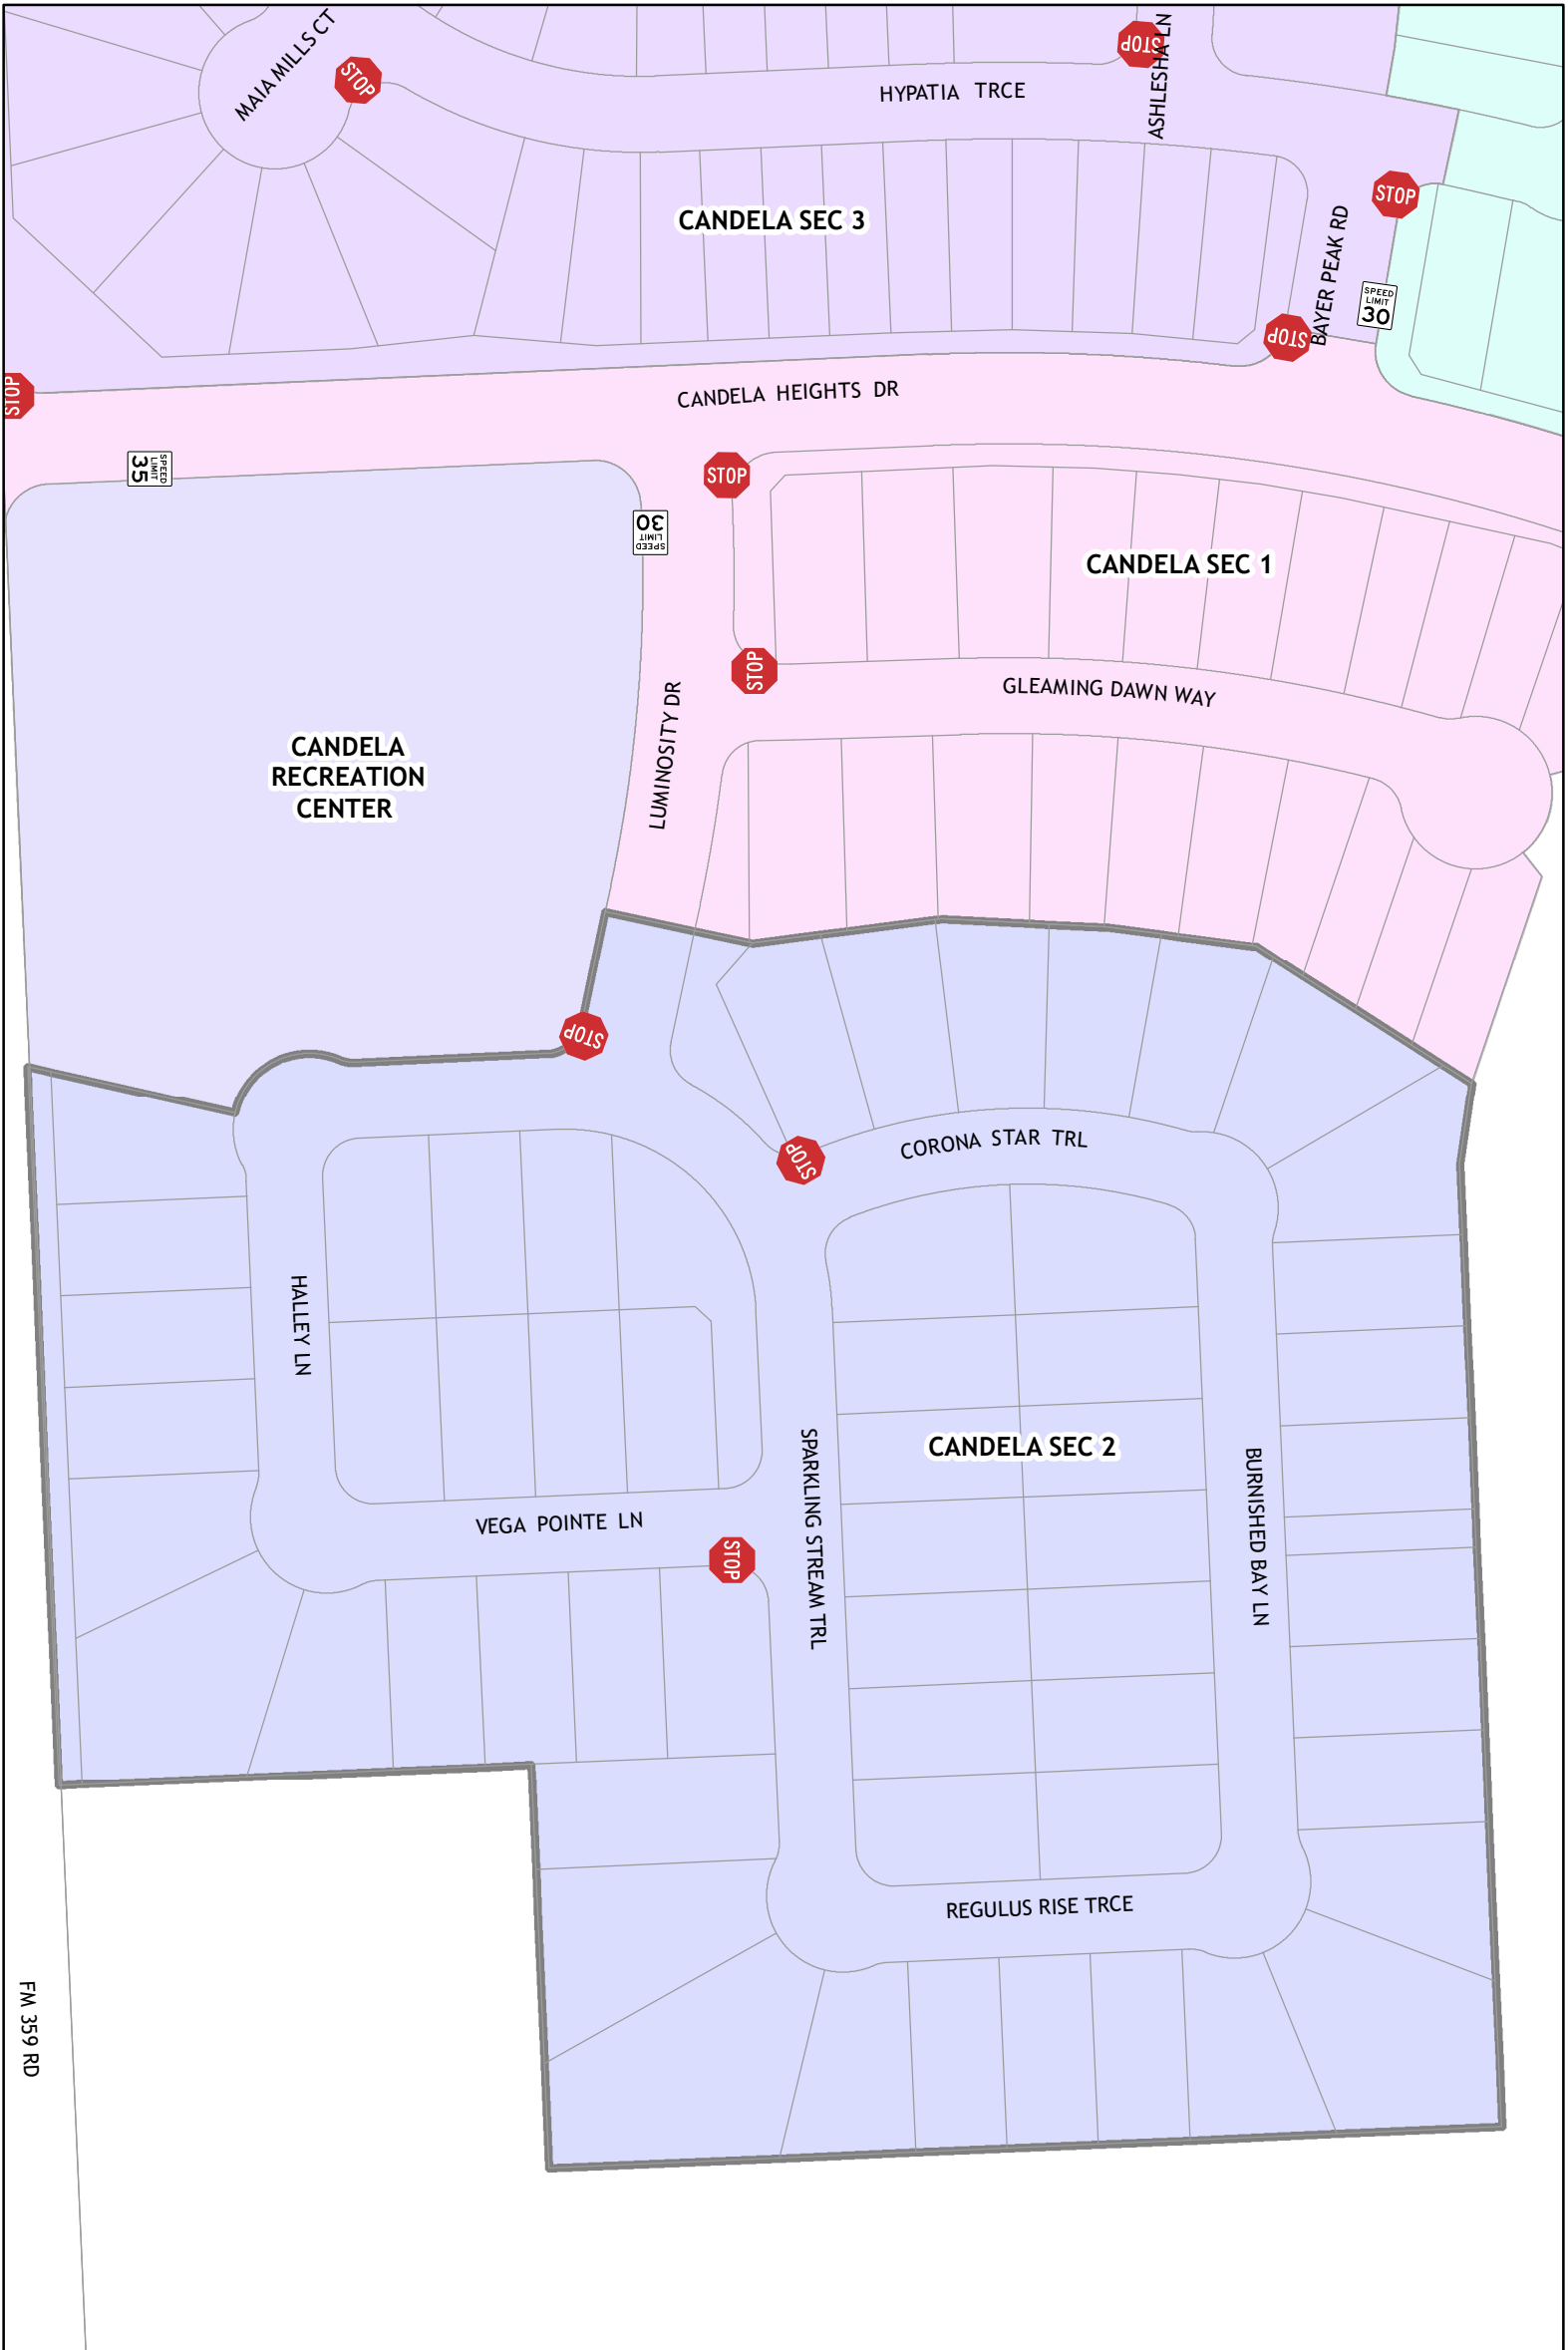 MAIA MILLS CT
STOP
STOP
ASHLESHA LN
HYPATIA TRCE
STOP
CANDELA SEC 3
BAYER PEAK RD
SPEED
LIMIT
30
STOP
STOP
CANDELA HEIGHTS DR
SPEED
LIMIT
35
STOP
SPEED
LIMIT
30
CANDELA SEC 1
STOP
GLEAMING DAWN WAY
LUMINOSITY DR
CANDELA
RECREATION
CENTER
STOP
CORONA STAR TRL
STOP
HALLEY LN
CANDELA SEC 2
SPARKLING STREAM TRL
BURNISHED BAY LN
VEGA POINTE LN
STOP
REGULUS RISE TRCE
FM 359 RD